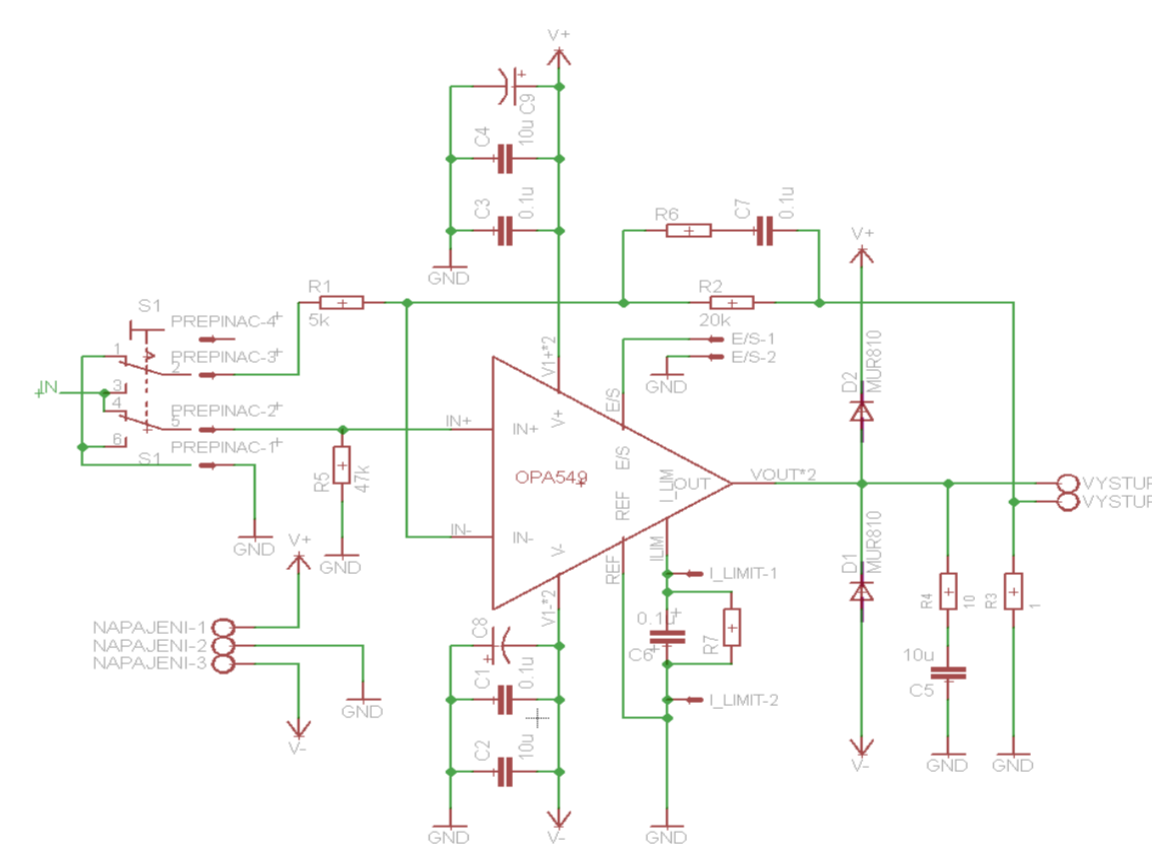 V+
C9
C4
10u
C3
0.1u
GND
R6
C7
0.1u
V+
R1
5k
R2
20k
S1
PREPINAC-4
PREPINAC-3
1
2
IN
3
4
PREPINAC-2
5
6
PREPINAC-1
S1
GND
R5
47k
GND
V1+*2
V+
E/S-1
E/S-2
GND
E/S
E/S
D2
MUR810
IN+
IN+
OPA549
I_LIM
OUT
VOUT*2
REF
IN-
IN-
V-
VYSTUP
VYSTUP
REF
ILIM
V1-*2
I_LIMIT-1
0.1u
C6
R7
I_LIMIT-2
GND
D1
MUR810
R4
10
R3
1
10u
C5
V-
GND
GND
V+
NAPAJENI-1
NAPAJENI-2
NAPAJENI-3
GND
V-
C8
C1
0.1u
C2
10u
GND
V-